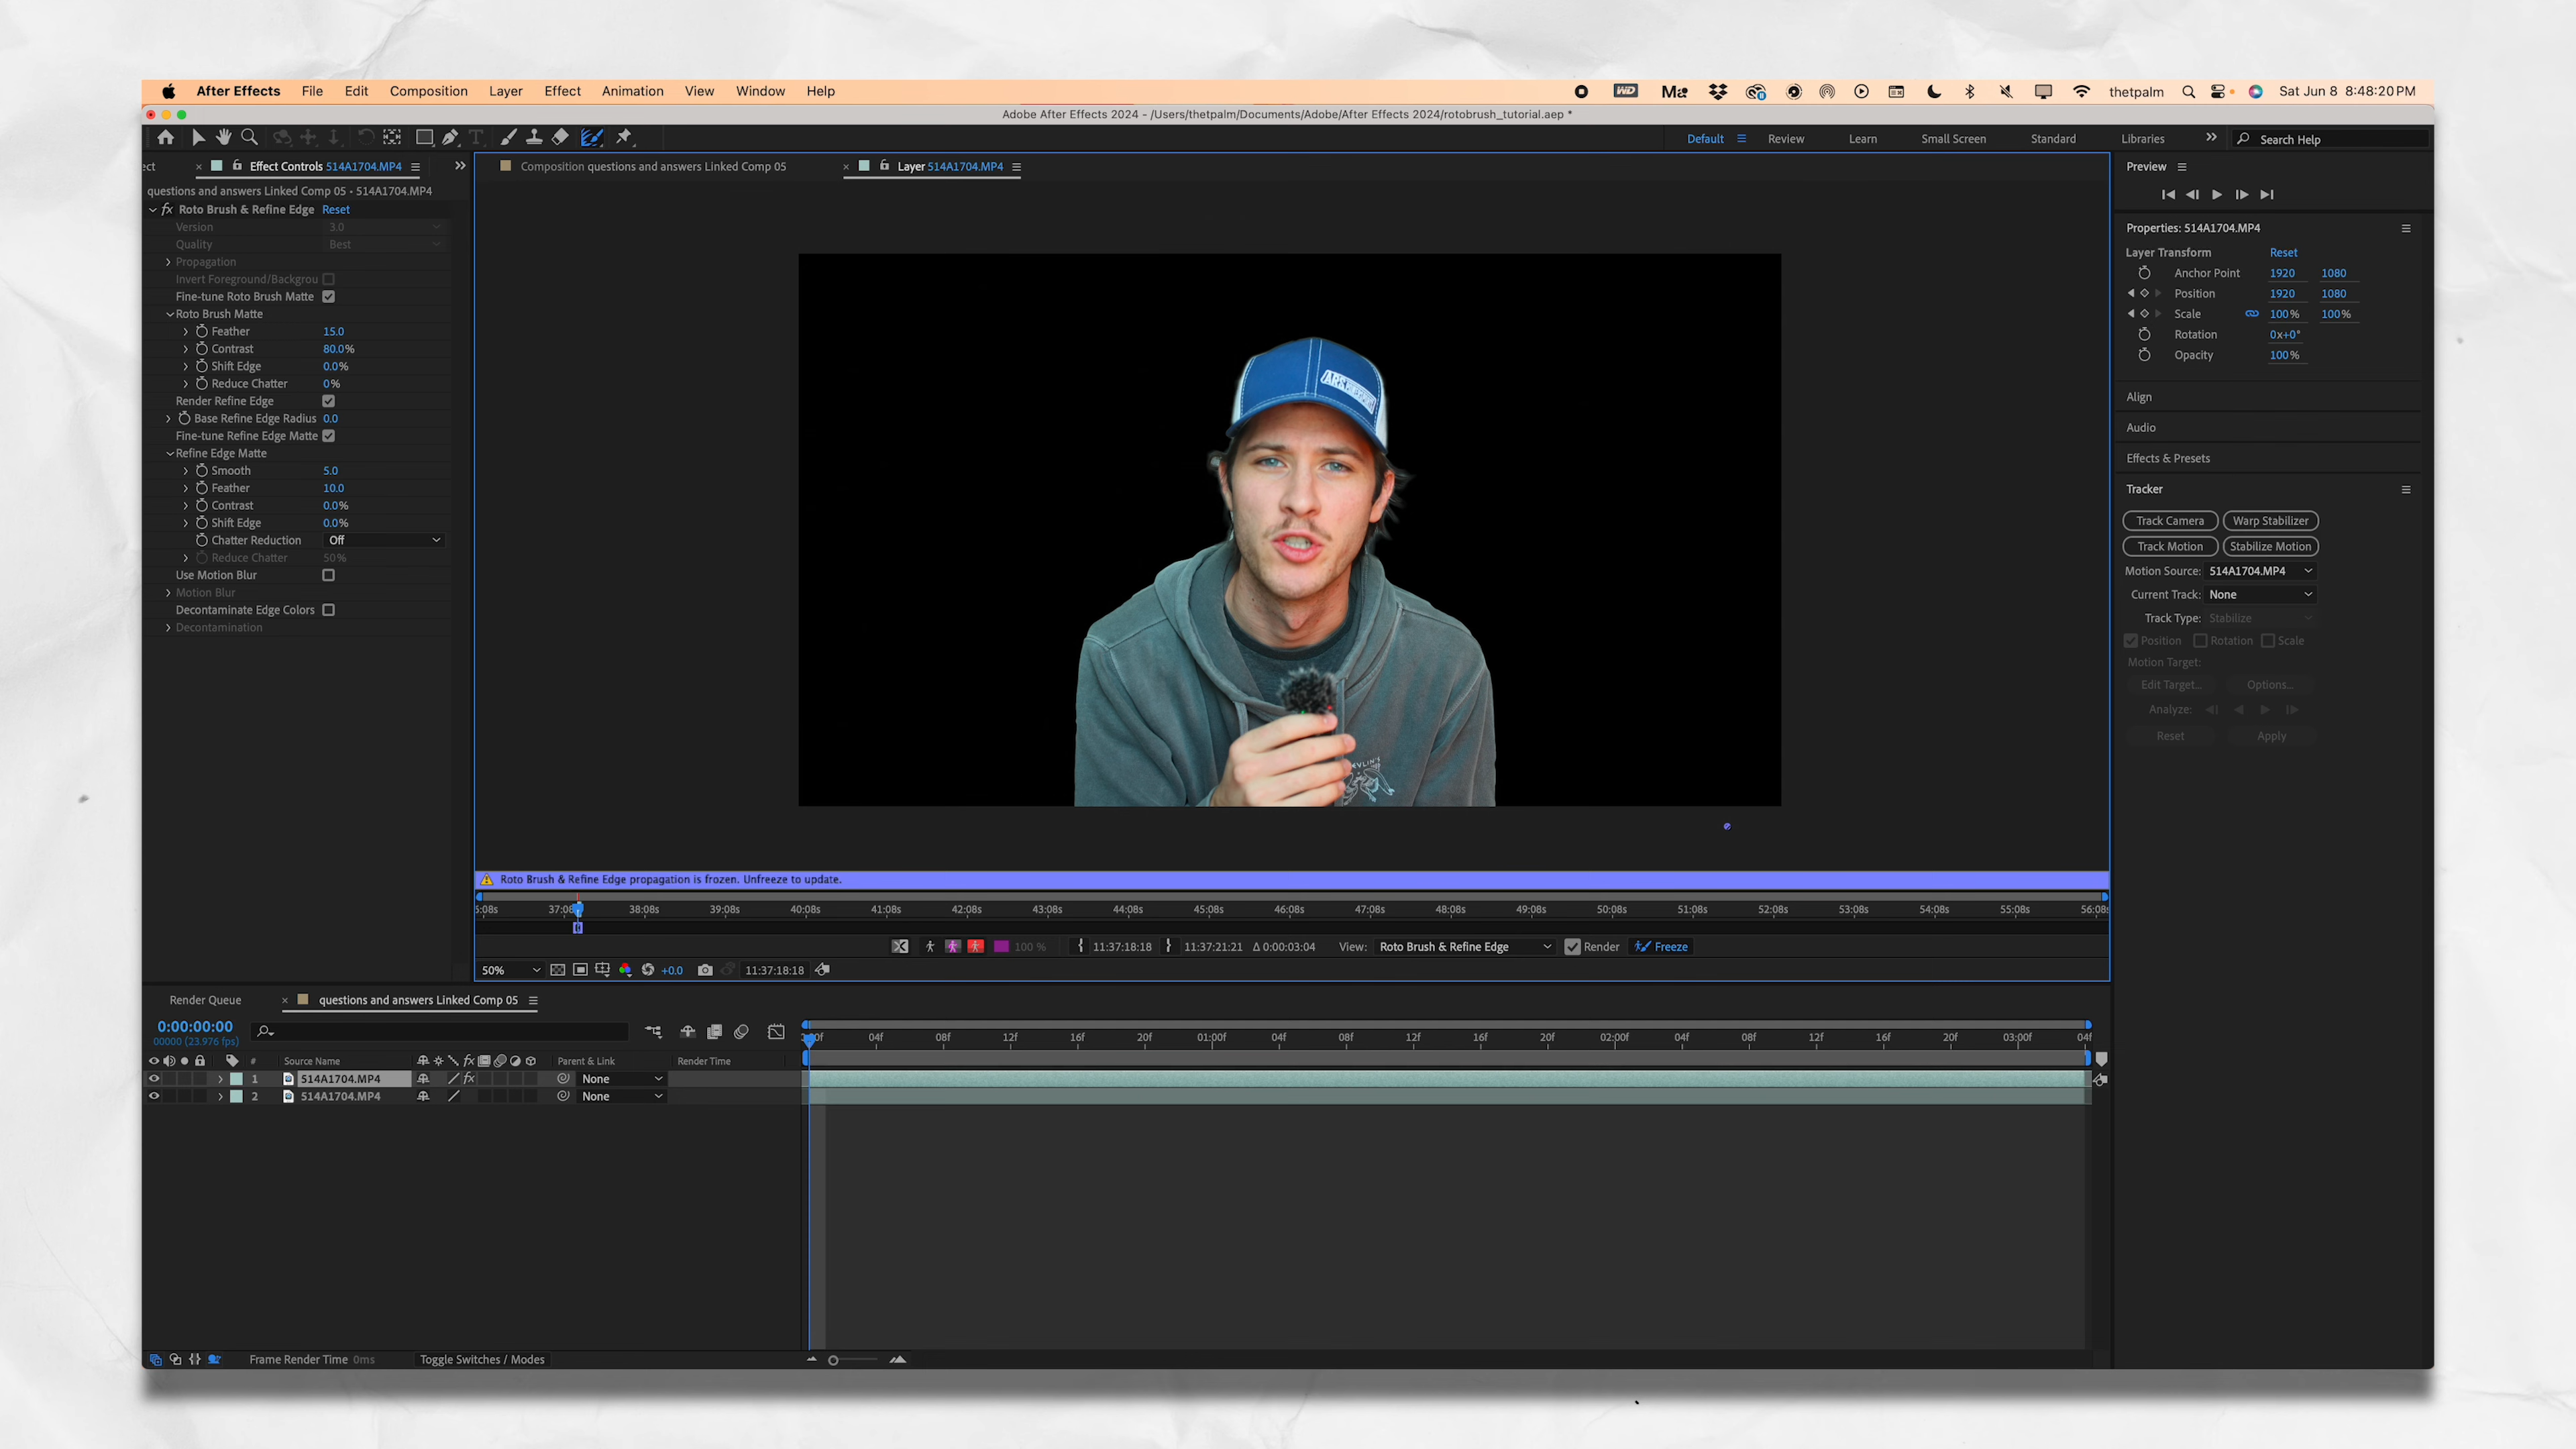 After Effects File Edit Composition Layer Effect Animation View Window Help thetpalm Sat Jun 8 8:48:20 PM
Adobe After Effects 2024 - /Users/thetpalm/Documents/Adobe/After Effects 2024/rotobrush_tutorial.aep *
Default Review Learn Small Screen Standard Libraries Search Help
ect Effect Controls 514A1704.MP4
questions and answers Linked Comp 05 • 514A1704.MP4
Roto Brush & Refine Edge Reset
Version 3.0
Quality Best
Propagation
Invert Foreground/Backgrou
Fine-tune Roto Brush Matte
Roto Brush Matte
Feather 15.0
Contrast 80.0%
Shift Edge 0.0%
Reduce Chatter 0%
Render Refine Edge
Base Refine Edge Radius 0.0
Fine-tune Refine Edge Matte
Refine Edge Matte
Smooth 5.0
Feather 10.0
Contrast 0.0%
Shift Edge 0.0%
Chatter Reduction Off
Reduce Chatter 50%
Use Motion Blur
Motion Blur
Decontaminate Edge Colors
Decontamination
Composition questions and answers Linked Comp 05 Layer 514A1704.MP4
Roto Brush & Refine Edge propagation is frozen. Unfreeze to update.
5:08s 37:08 38:08s 39:08s 40:08s 41:08s 42:08s 43:08s 44:08s 45:08s 46:08s 47:08s 48:08s 49:08s 50:08s 51:08s 52:08s 53:08s 54:08s 55:08s 56:08s
100 % 11:37:18:18 11:37:21:21 Δ 0:00:03:04 View: Roto Brush & Refine Edge Render Freeze
50% +0.0 11:37:18:18
Preview
Properties: 514A1704.MP4
Layer Transform Reset
Anchor Point 1920 1080
Position 1920 1080
Scale 100% 100%
Rotation 0x+0°
Opacity 100%
Align
Audio
Effects & Presets
Tracker
Track Camera Warp Stabilizer
Track Motion Stabilize Motion
Motion Source: 514A1704.MP4
Current Track: None
Track Type: Stabilize
Position Rotation Scale
Motion Target:
Edit Target... Options...
Analyze:
Reset Apply
Render Queue questions and answers Linked Comp 05
0:00:00:00
00000 (23.976 fps)
04f 08f 12f 16f 20f 01:00f 04f 08f 12f 16f 20f 02:00f 04f 08f 12f 16f 20f 03:00f 04f
# Source Name Parent & Link Render Time
1 514A1704.MP4 None
2 514A1704.MP4 None
Frame Render Time 0ms Toggle Switches / Modes